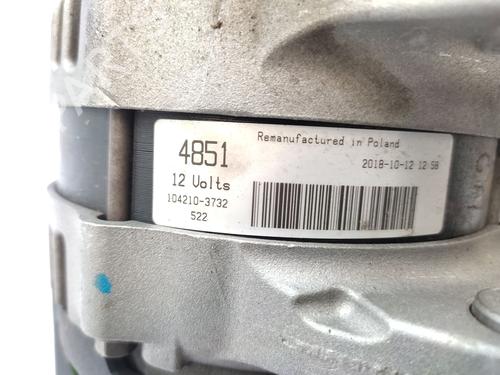 Remanufactured in Poland
4851
2018-10-12 12:58
12 Volts
104210-3732
522